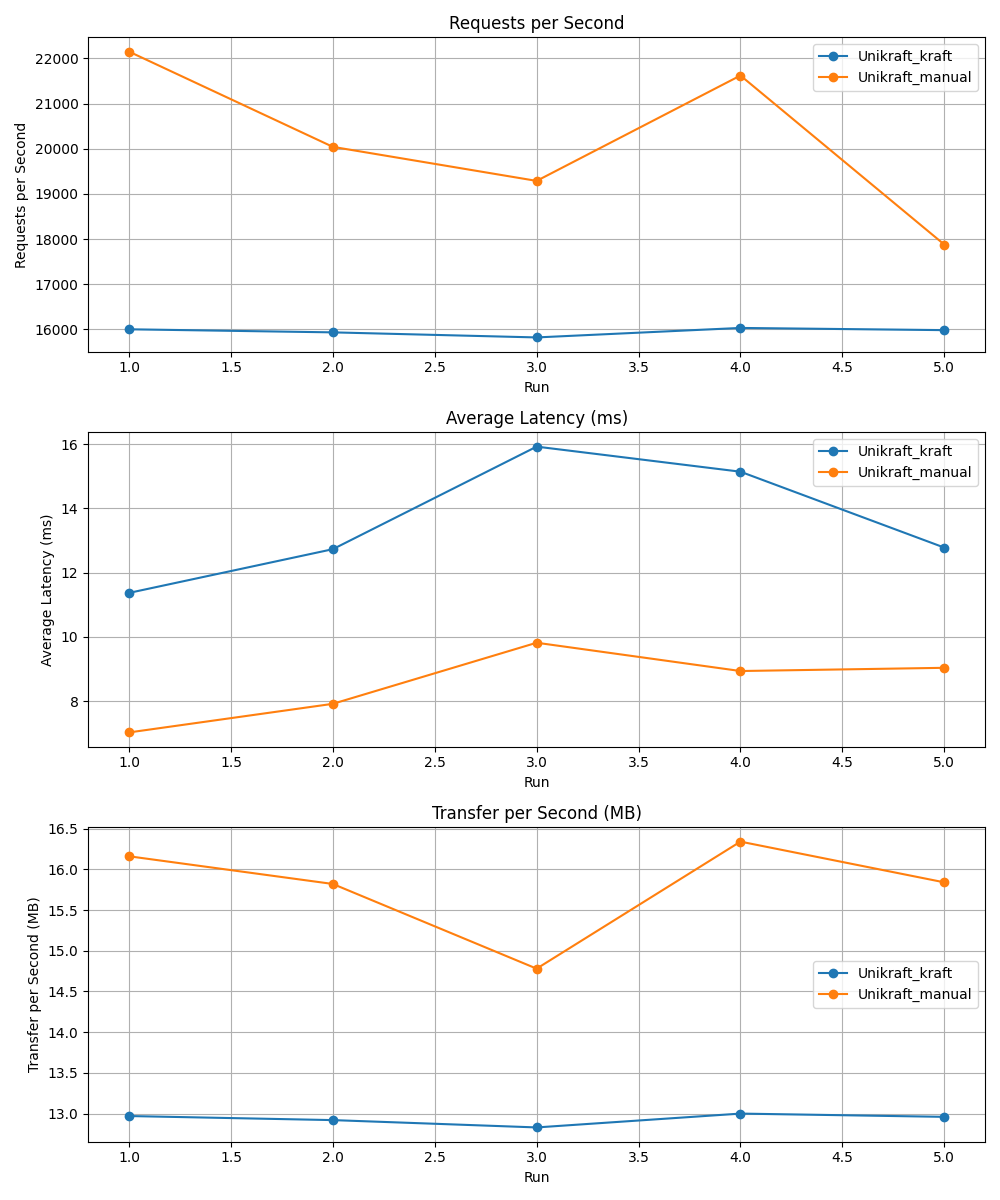 Requests per Second
Requests per Second
22000
21000
20000
19000
18000
17000
16000
Unikraft_kraft
Unikraft_manual
1.0 1.5 2.0 2.5 3.0 3.5 4.0 4.5 5.0
Run
Average Latency (ms)
Average Latency (ms)
16
14
12
10
8
Unikraft_kraft
Unikraft_manual
1.0 1.5 2.0 2.5 3.0 3.5 4.0 4.5 5.0
Run
Transfer per Second (MB)
Transfer per Second (MB)
16.5
16.0
15.5
15.0
14.5
14.0
13.5
13.0
Unikraft_kraft
Unikraft_manual
1.0 1.5 2.0 2.5 3.0 3.5 4.0 4.5 5.0
Run